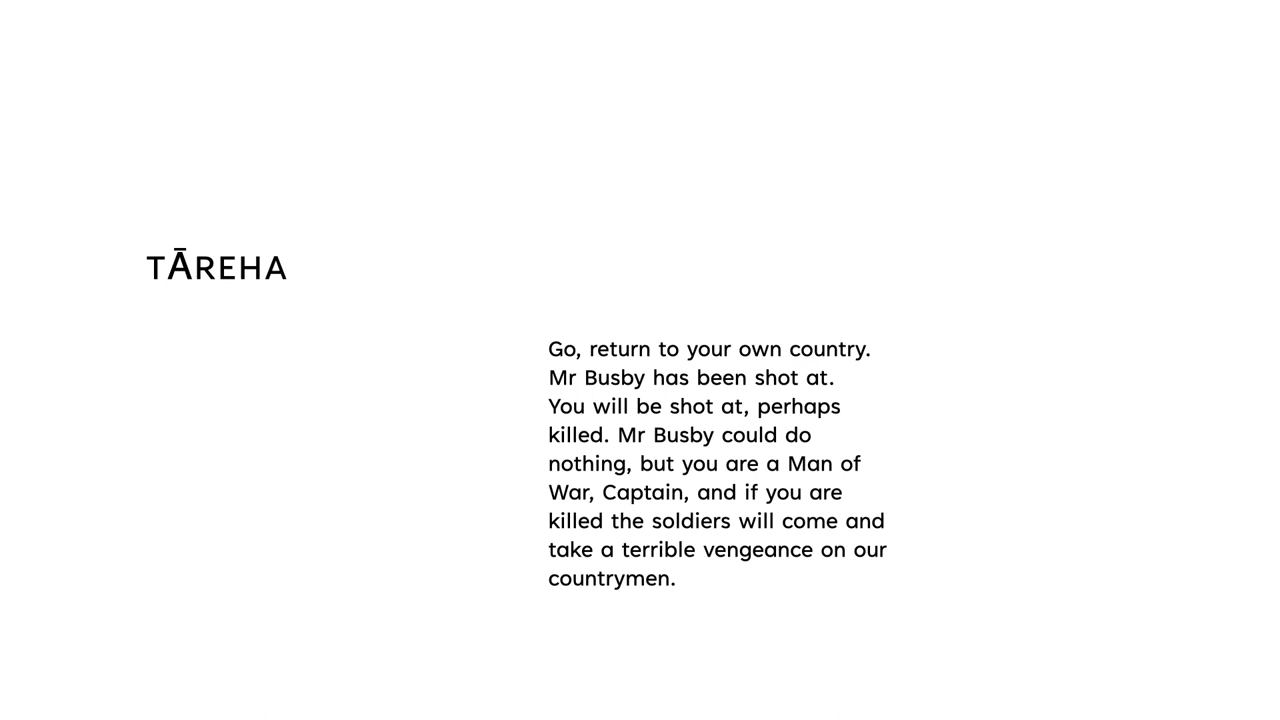 TĀREHA
Go, return to your own country.
Mr Busby has been shot at.
You will be shot at, perhaps
killed. Mr Busby could do
nothing, but you are a Man of
War, Captain, and if you are
killed the soldiers will come and
take a terrible vengeance on our
countrymen.